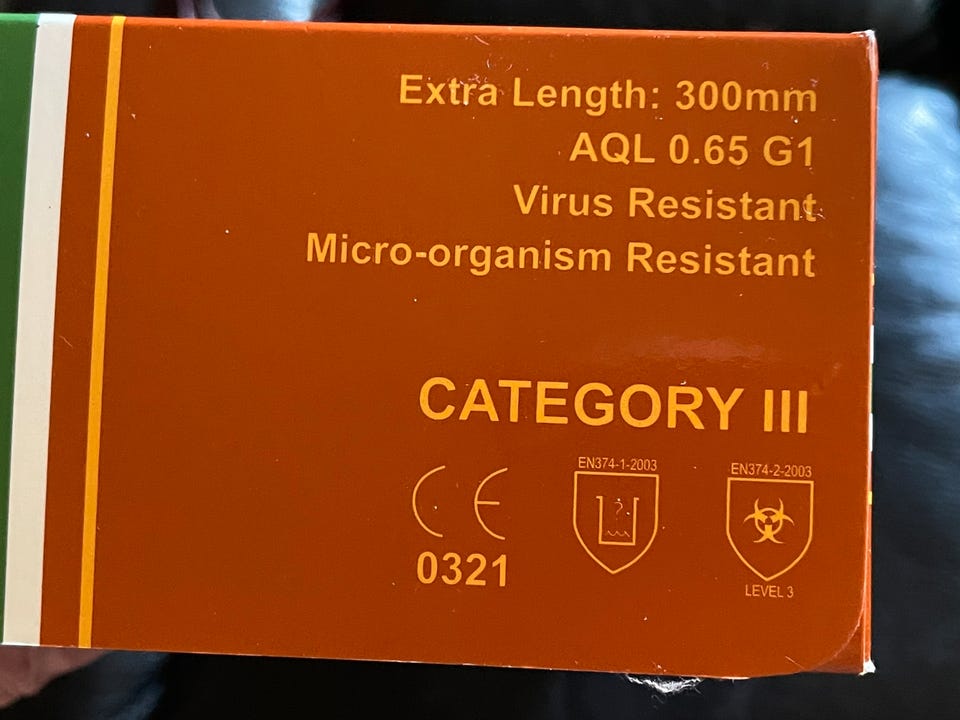 Extra Length: 300mm
AQL 0.65 G1
Virus Resistant
Micro-organism Resistant
CATEGORY III
CE
0321
EN374-1-2003
?
EN374-2-2003
LEVEL 3